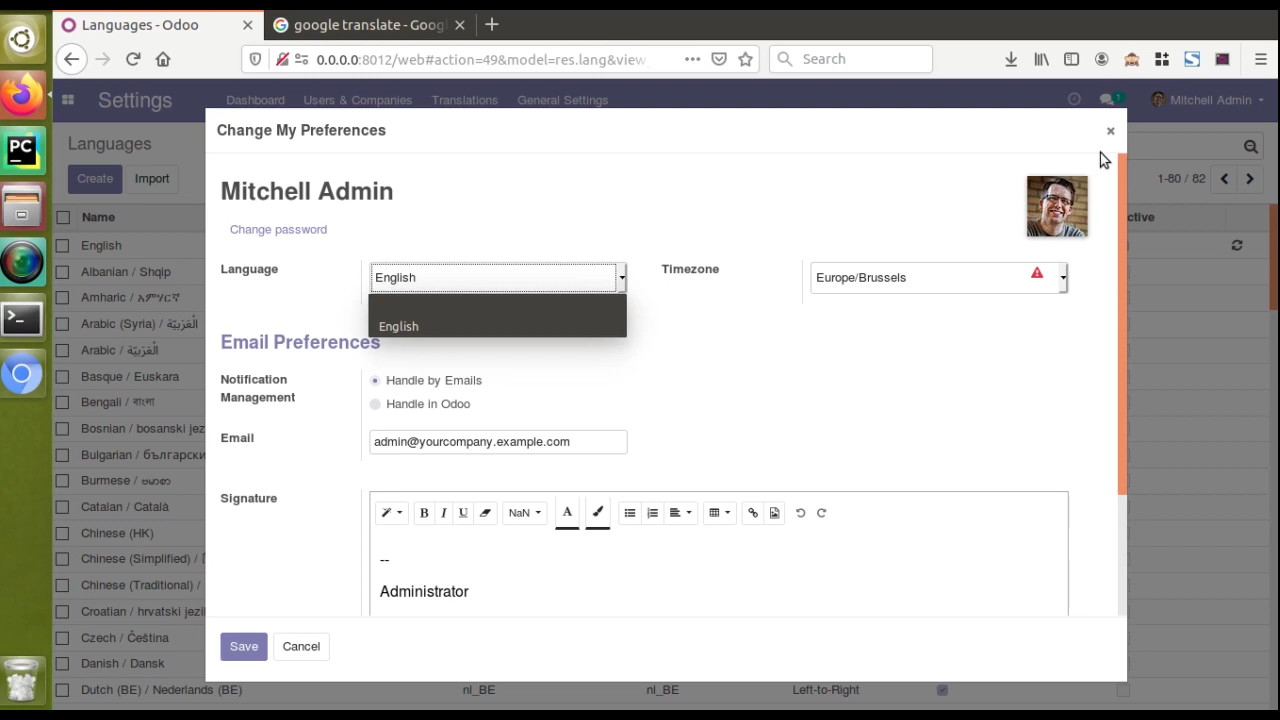 Languages - Odoo
google translate - Goog
0.0.0.0:8012/web#action=49&model=res.lang&view_
Search
Settings
Dashboard
Users & Companies
Translations
General Settings
1
Mitchell Admin
Languages
Create
Import
1-80 / 82
Name
ctive
English
Albanian / Shqip
Amharic / አምሃርኛ
Arabic (Syria) / الْعَرَبيّة
Arabic / الْعَرَبيّة
Basque / Euskara
Bengali / বাংলা
Bosnian / bosanski jez
Bulgarian / български
Burmese / ဗမာစာ
Catalan / Català
Chinese (HK)
Chinese (Simplified) /
Chinese (Traditional) /
Croatian / hrvatski jezil
Czech / Čeština
Danish / Dansk
Dutch (BE) / Nederlands (BE)
nl_BE
nl_BE
Left-to-Right
Change My Preferences
×
Mitchell Admin
Change password
Language
English
English
Timezone
Europe/Brussels
Email Preferences
Notification
Management
Handle by Emails
Handle in Odoo
Email
admin@yourcompany.example.com
Signature
B I U
NaN
A
--
Administrator
Save
Cancel
PC